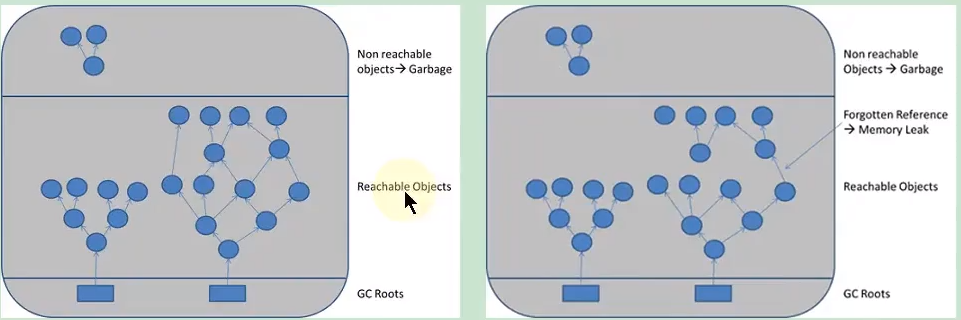 Non reachable
objects→ Garbage
Reachable Objects
GC Roots
Non reachable
Objects → Garbage
Forgotten Reference
→ Memory Leak
Reachable Objects
GC Roots